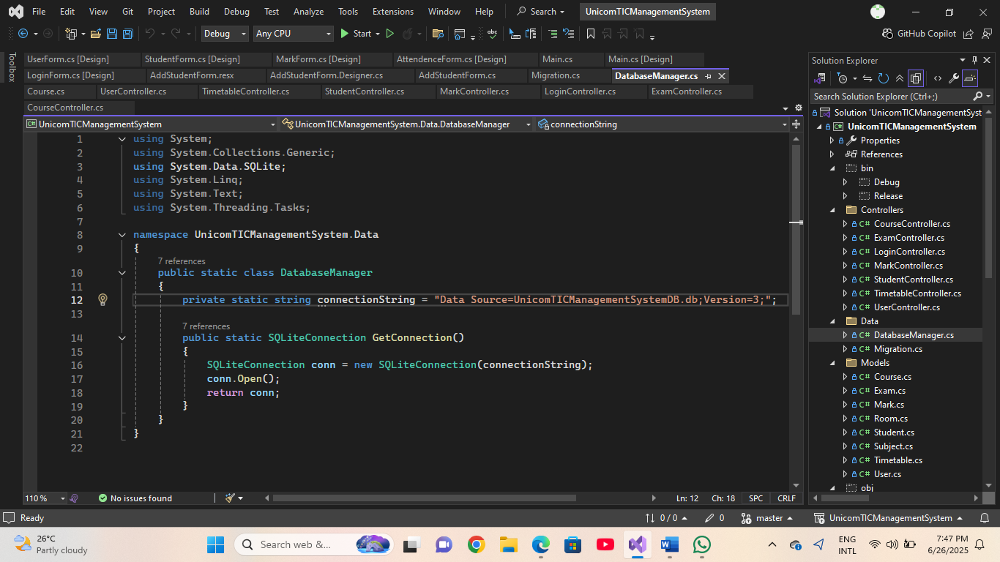 File Edit View Git Project Build Debug Test Analyze Tools Extensions Window Help Search UnicomTICManagementSystem
Debug Any CPU Start GitHub Copilot
Toolbox
UserForm.cs [Design] StudentForm.cs [Design] MarkForm.cs [Design] AttendenceForm.cs [Design] Main.cs Main.cs [Design]
LoginForm.cs [Design] AddStudentForm.resx AddStudentForm.Designer.cs AddStudentForm.cs Migration.cs DatabaseManager.cs
Course.cs UserController.cs TimetableController.cs StudentController.cs MarkController.cs LoginController.cs ExamController.cs
CourseController.cs
UnicomTICManagementSystem UnicomTICManagementSystem.Data.DatabaseManager connectionString
1 using System;
2 using System.Collections.Generic;
3 using System.Data.SQLite;
4 using System.Linq;
5 using System.Text;
6 using System.Threading.Tasks;
7
8 namespace UnicomTICManagementSystem.Data
9 {
7 references
10 public static class DatabaseManager
11 {
12 private static string connectionString = "Data Source=UnicomTICManagementSystemDB.db;Version=3;";
13
7 references
14 public static SQLiteConnection GetConnection()
15 {
16 SQLiteConnection conn = new SQLiteConnection(connectionString);
17 conn.Open();
18 return conn;
19 }
20 }
21 }
22
110 % No issues found Ln: 12 Ch: 18 SPC CRLF
Solution Explorer
Search Solution Explorer (Ctrl+;)
Solution 'UnicomTICManagementSyst
UnicomTICManagementSystem
Properties
References
bin
Debug
Release
Controllers
CourseController.cs
ExamController.cs
LoginController.cs
MarkController.cs
StudentController.cs
TimetableController.cs
UserController.cs
Data
DatabaseManager.cs
Migration.cs
Models
Course.cs
Exam.cs
Mark.cs
Room.cs
Student.cs
Subject.cs
Timetable.cs
User.cs
obj
Ready 0 / 0 0 master UnicomTICManagementSystem
26°C
Partly cloudy
Search web &...
ENG
INTL
7:47 PM
6/26/2025